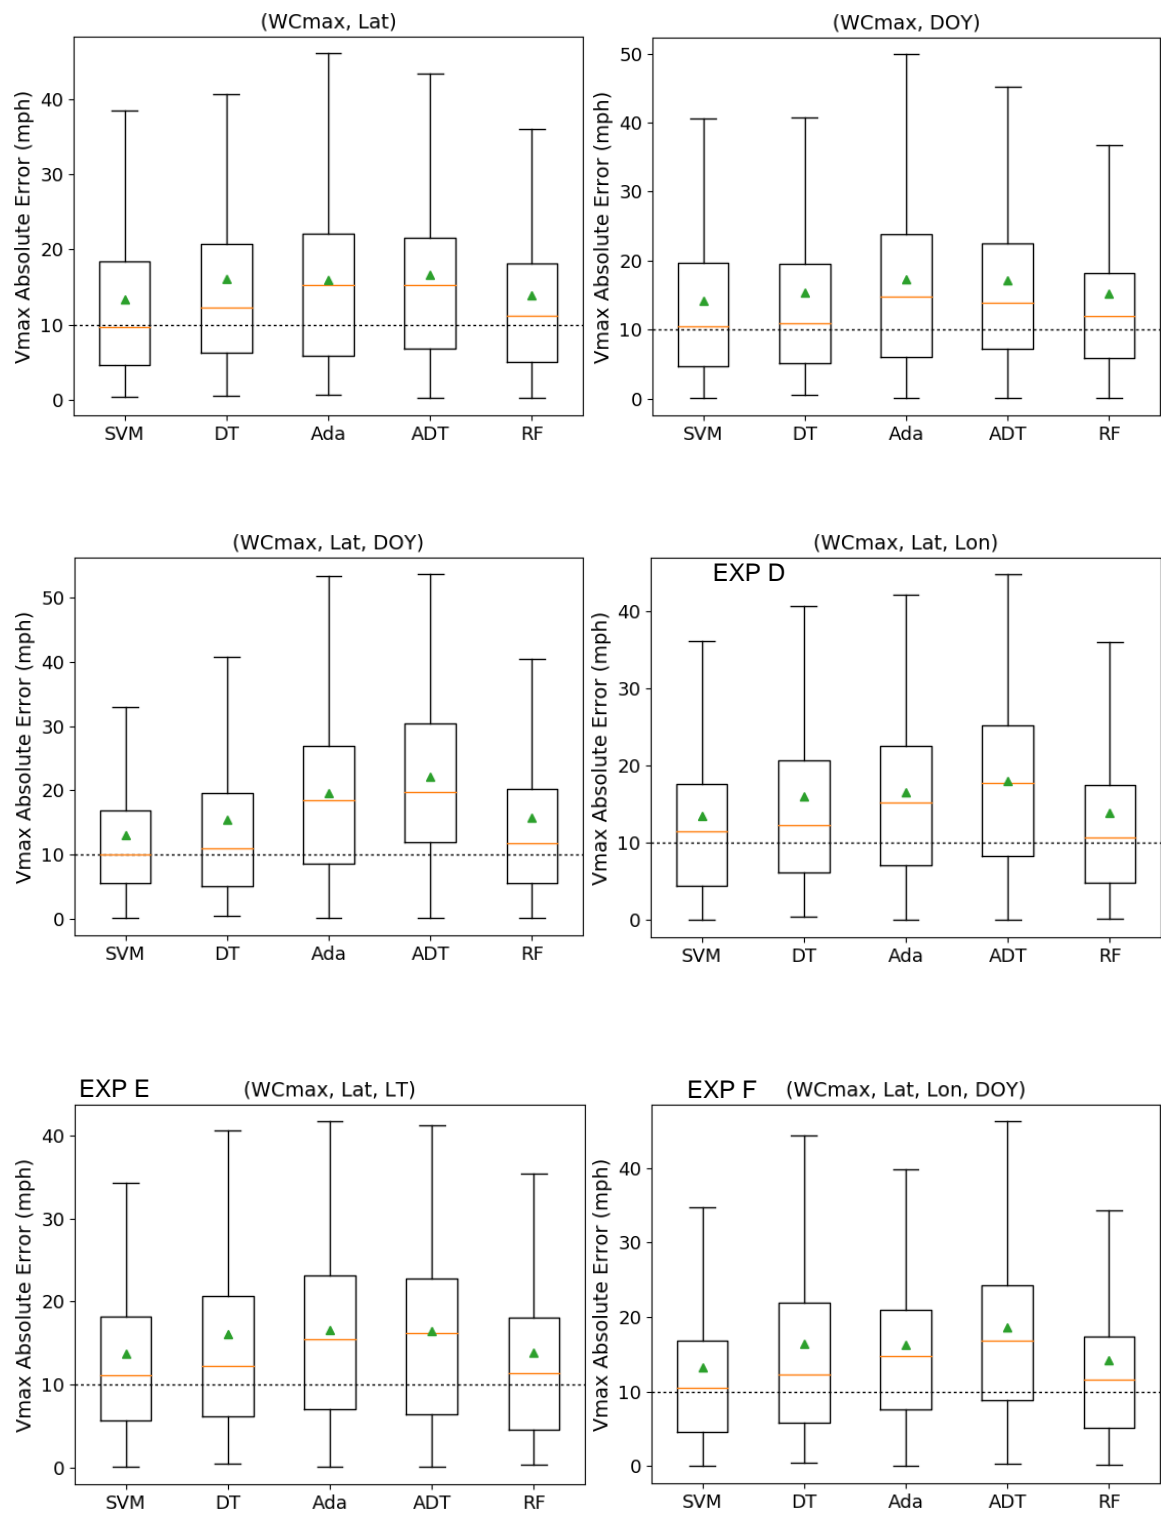 (WCmax, Lat)
Vmax Absolute Error (mph)
40
30
20
10
0
SVM DT Ada ADT RF
(WCmax, DOY)
Vmax Absolute Error (mph)
50
40
30
20
10
0
SVM DT Ada ADT RF
(WCmax, Lat, DOY)
Vmax Absolute Error (mph)
50
40
30
20
10
0
SVM DT Ada ADT RF
(WCmax, Lat, Lon)
EXP D
Vmax Absolute Error (mph)
40
30
20
10
0
SVM DT Ada ADT RF
EXP E (WCmax, Lat, LT)
Vmax Absolute Error (mph)
40
30
20
10
0
SVM DT Ada ADT RF
EXP F (WCmax, Lat, Lon, DOY)
Vmax Absolute Error (mph)
40
30
20
10
0
SVM DT Ada ADT RF